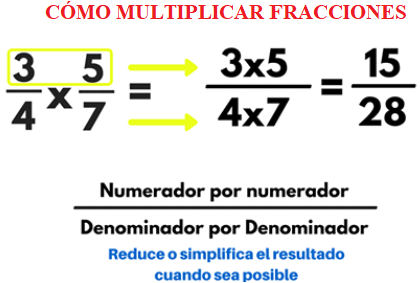 CÓMO MULTIPLICAR FRACCIONES
3/4 x 5/7 = 3x5/4x7 = 15/28
Numerador por numerador
Denominador por Denominador
Reduce o simplifica el resultado
cuando sea posible